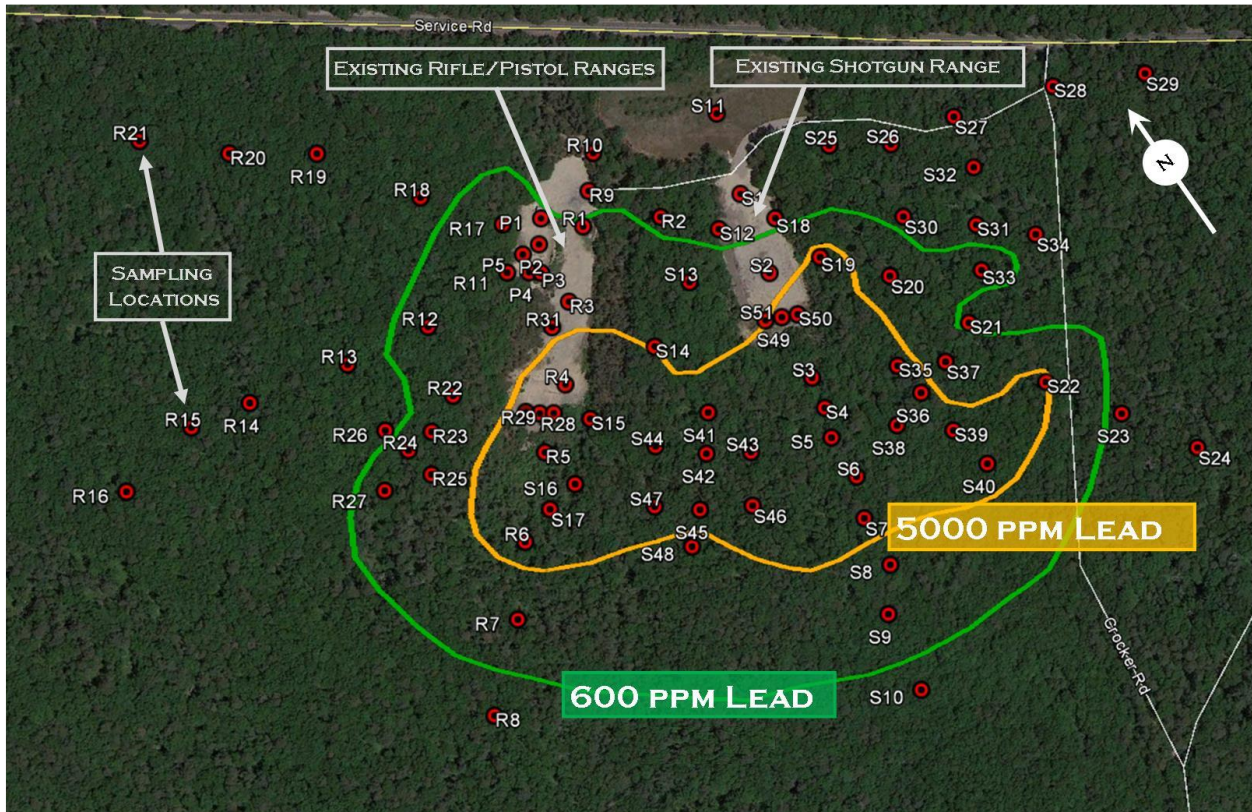 Service Rd
Existing Rifle/Pistol Ranges
Existing Shotgun Range
S28
S29
S11
S27
R21
R20
R19
R10
S25
S26
S32
N
R18
R9
S1
R17
P1
R1
R2
S12
S18
S30
S31
S34
Sampling
Locations
P5
P2
R11
P4
P3
S13
S2
S19
S20
S33
R3
R12
R31
S51
S50
S49
S21
S14
R13
R4
S3
S35
S37
S22
R22
S36
R15
R14
R29
R28
S15
S41
S4
S23
R26
R24
R23
S44
S43
S5
S38
S39
S24
R5
S42
R25
S16
S6
S40
R16
R27
S47
S17
S45
S46
S7
5000 ppm Lead
R6
S48
S8
R7
S9
Crocker Rd
600 ppm Lead
S10
R8